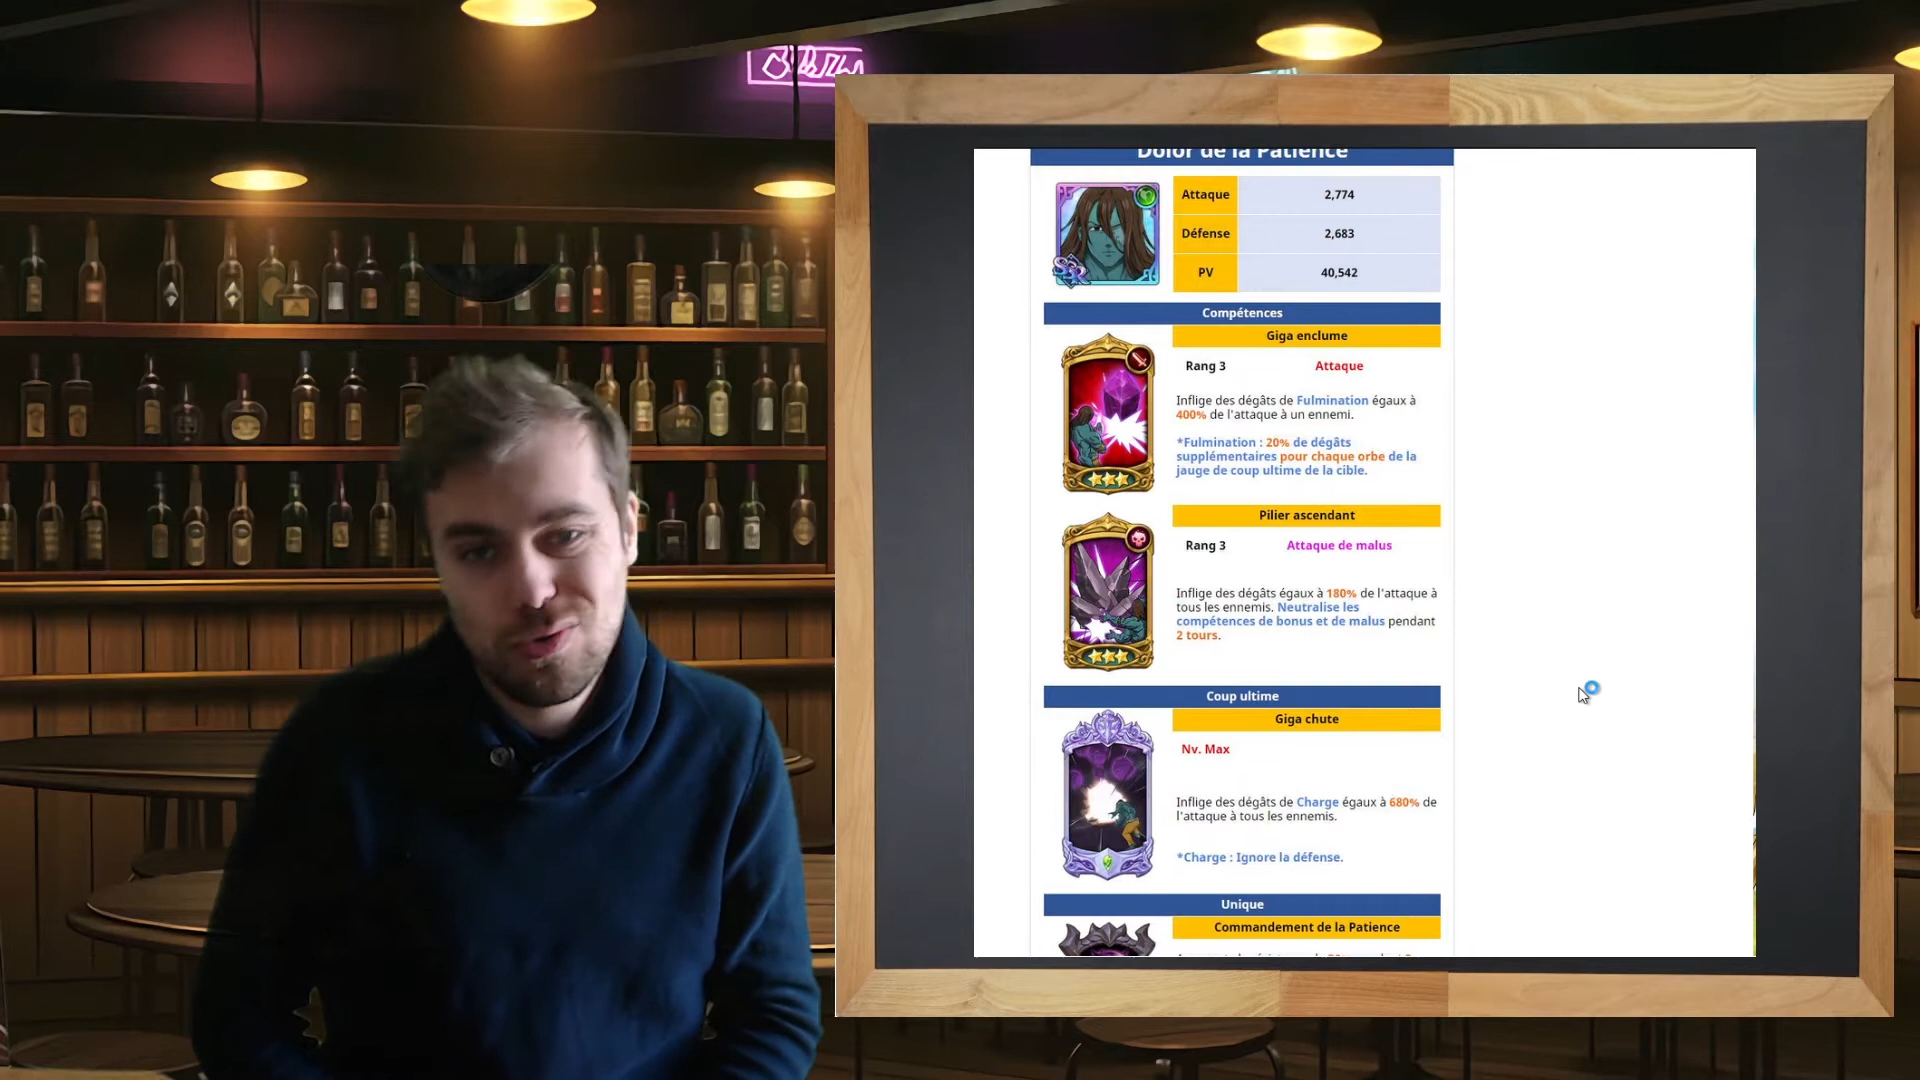 Dolor de la Patience
Attaque 2,774
Défense 2,683
PV 40,542
SSR
Compétences
Giga enclume
Rang 3 Attaque
Inflige des dégâts de Fulmination égaux à
400% de l'attaque à un ennemi.
*Fulmination : 20% de dégâts
supplémentaires pour chaque orbe de la
jauge de coup ultime de la cible.
Pilier ascendant
Rang 3 Attaque de malus
Inflige des dégâts égaux à 180% de l'attaque à
tous les ennemis. Neutralise les
compétences de bonus et de malus pendant
2 tours.
Coup ultime
Giga chute
Nv. Max
Inflige des dégâts de Charge égaux à 680% de
l'attaque à tous les ennemis.
*Charge : Ignore la défense.
Unique
Commandement de la Patience